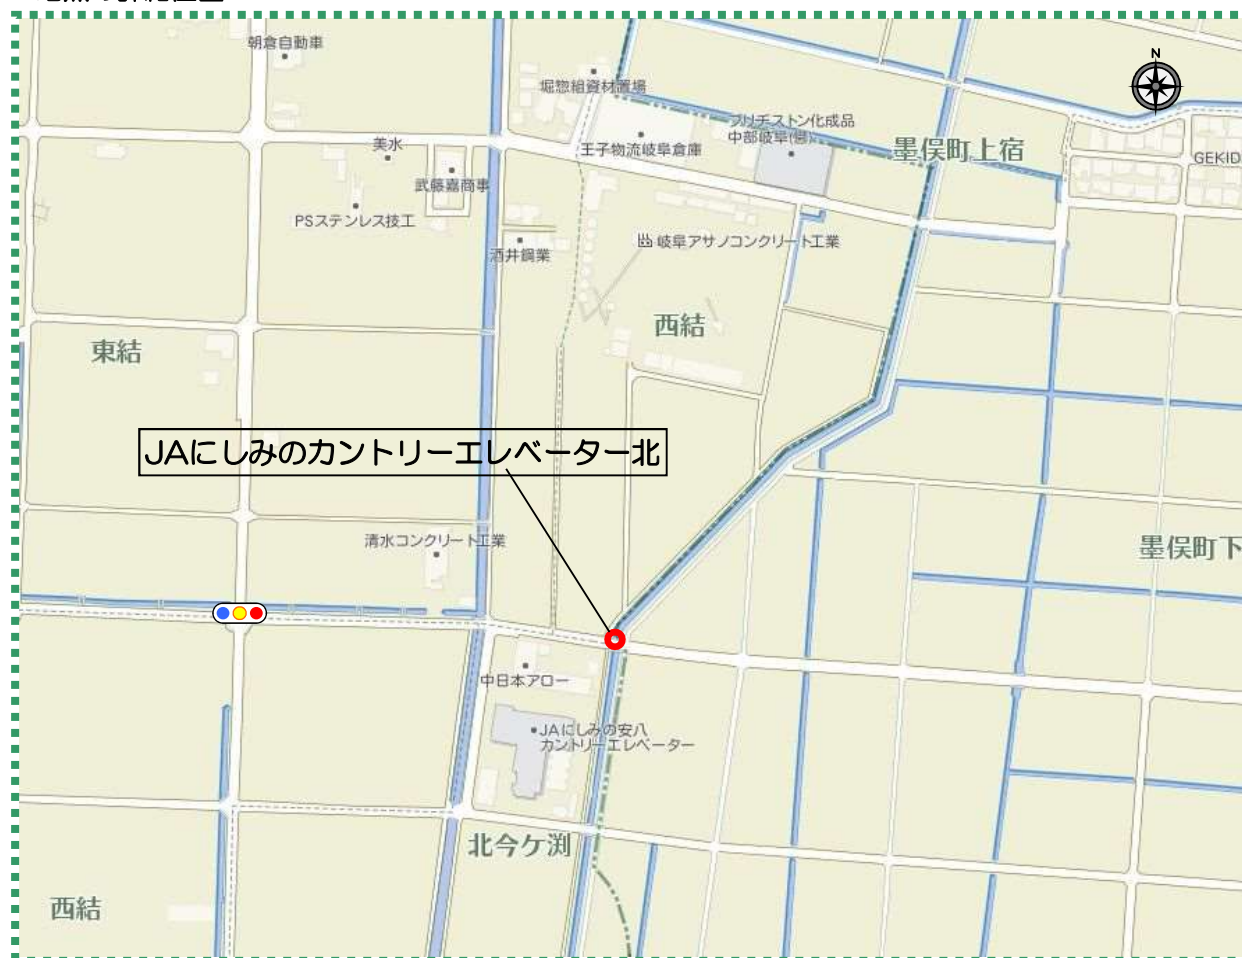 朝倉自動車
N
堀惣組資材置場
ブリヂストン化成品
中部岐阜(営)
美水
王子物流岐阜倉庫
墨俣町上宿
GEKID
武藤嘉商事
PSステンレス技工
酒井鋼業
岐阜アサノコンクリート工業
西結
東結
JAにしみのカントリーエレベーター北
清水コンクリート工業
墨俣町下
中日本アロー
JAにしみの安八
カントリーエレベーター
北今ケ渕
西結